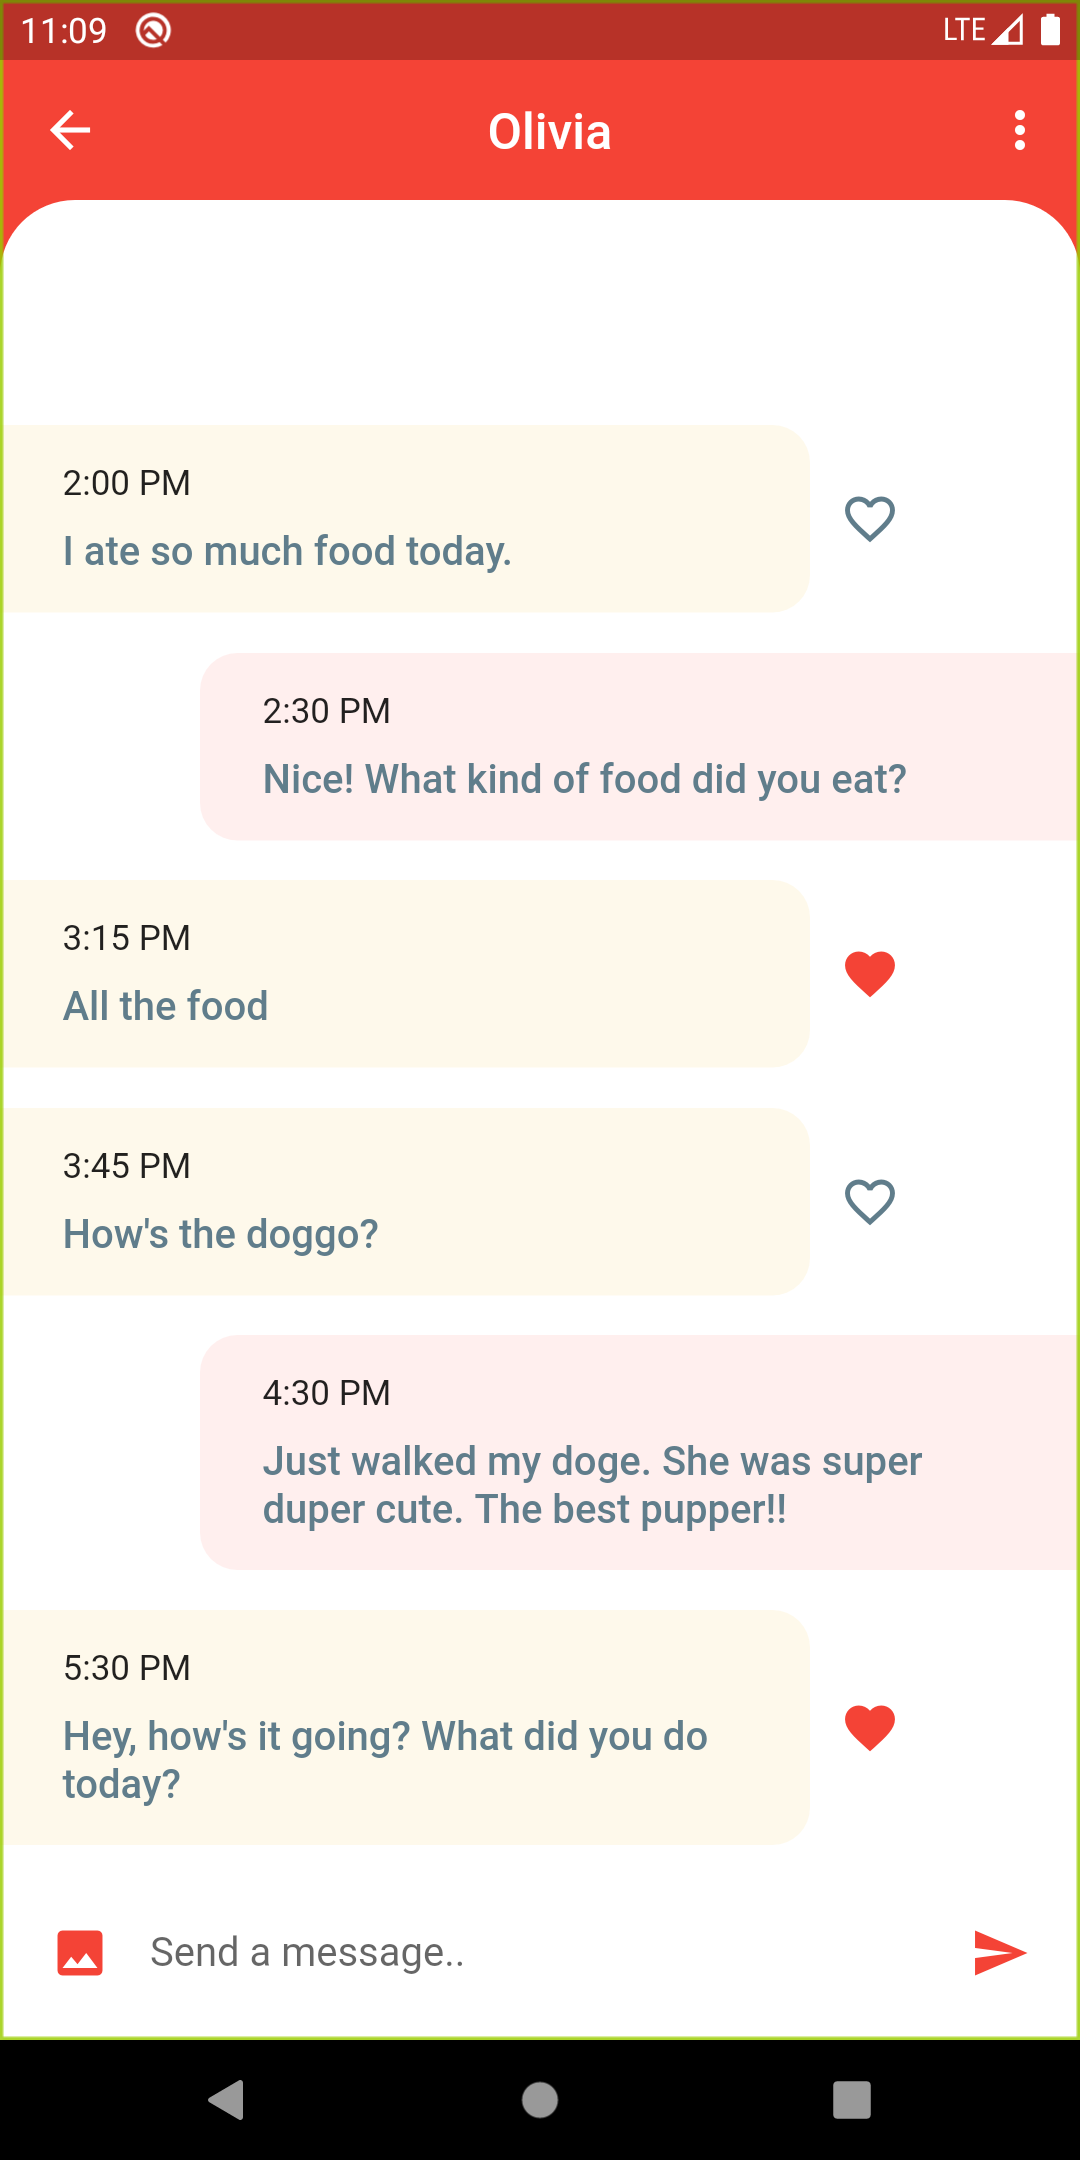 11:09
LTE
Olivia
2:00 PM
I ate so much food today.
2:30 PM
Nice! What kind of food did you eat?
3:15 PM
All the food
3:45 PM
How's the doggo?
4:30 PM
Just walked my doge. She was super
duper cute. The best pupper!!
5:30 PM
Hey, how's it going? What did you do
today?
Send a message..